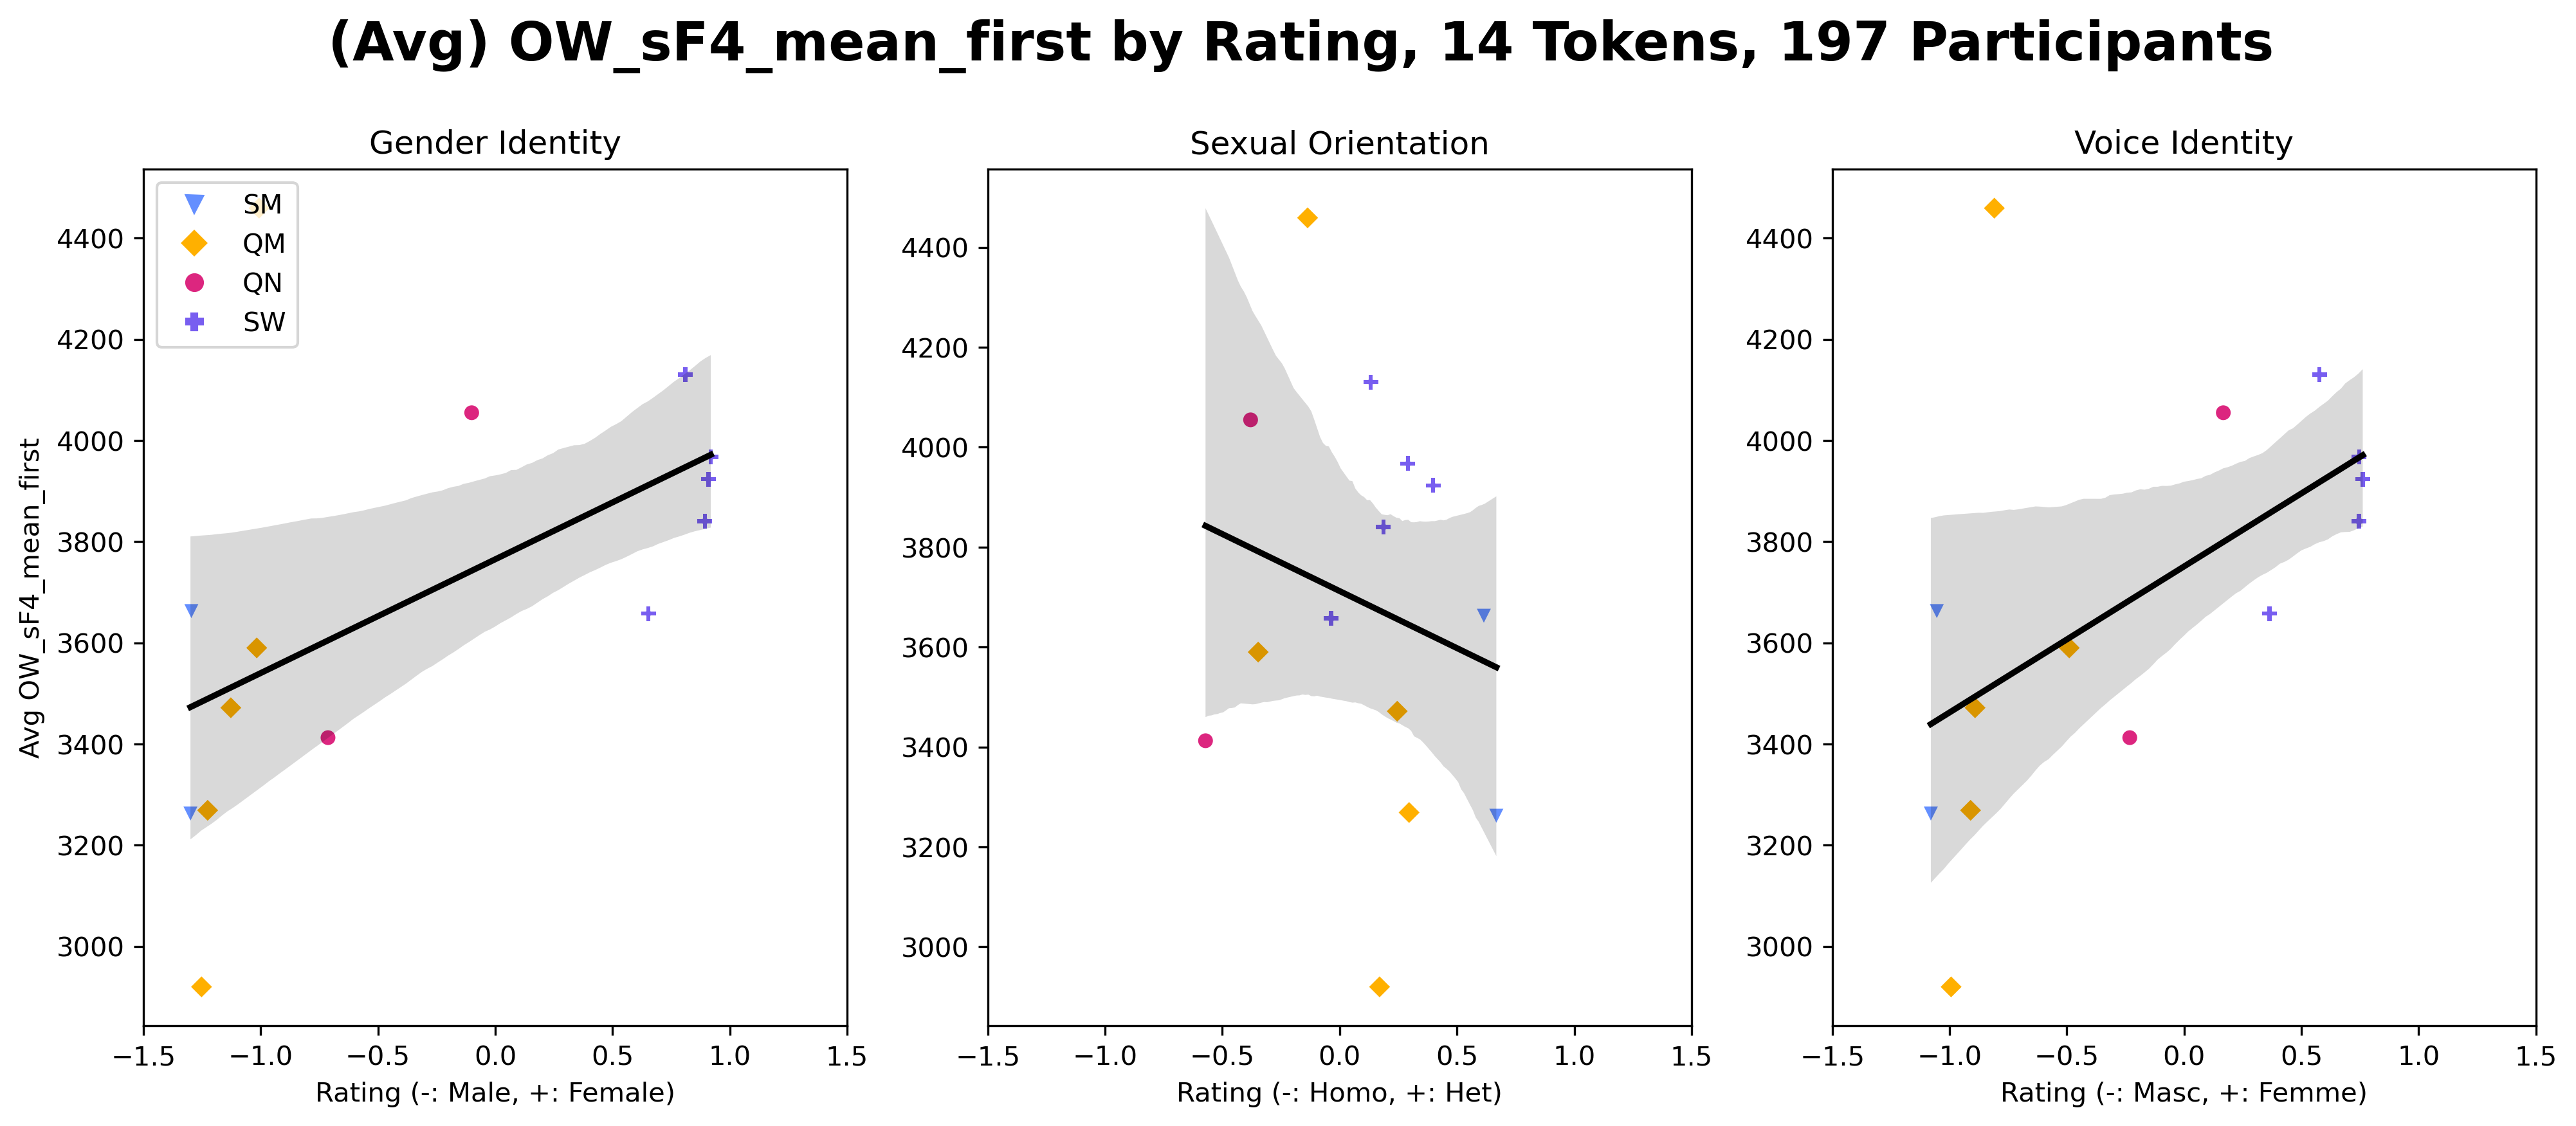 (Avg) OW_sF4_mean_first by Rating, 14 Tokens, 197 Participants
Gender Identity
SM
QM
QN
SW
4400
4200
4000
3800
3600
3400
3200
3000
Avg OW_sF4_mean_first
−1.5 −1.0 −0.5 0.0 0.5 1.0 1.5
Rating (-: Male, +: Female)
Sexual Orientation
4400
4200
4000
3800
3600
3400
3200
3000
−1.5 −1.0 −0.5 0.0 0.5 1.0 1.5
Rating (-: Homo, +: Het)
Voice Identity
4400
4200
4000
3800
3600
3400
3200
3000
−1.5 −1.0 −0.5 0.0 0.5 1.0 1.5
Rating (-: Masc, +: Femme)